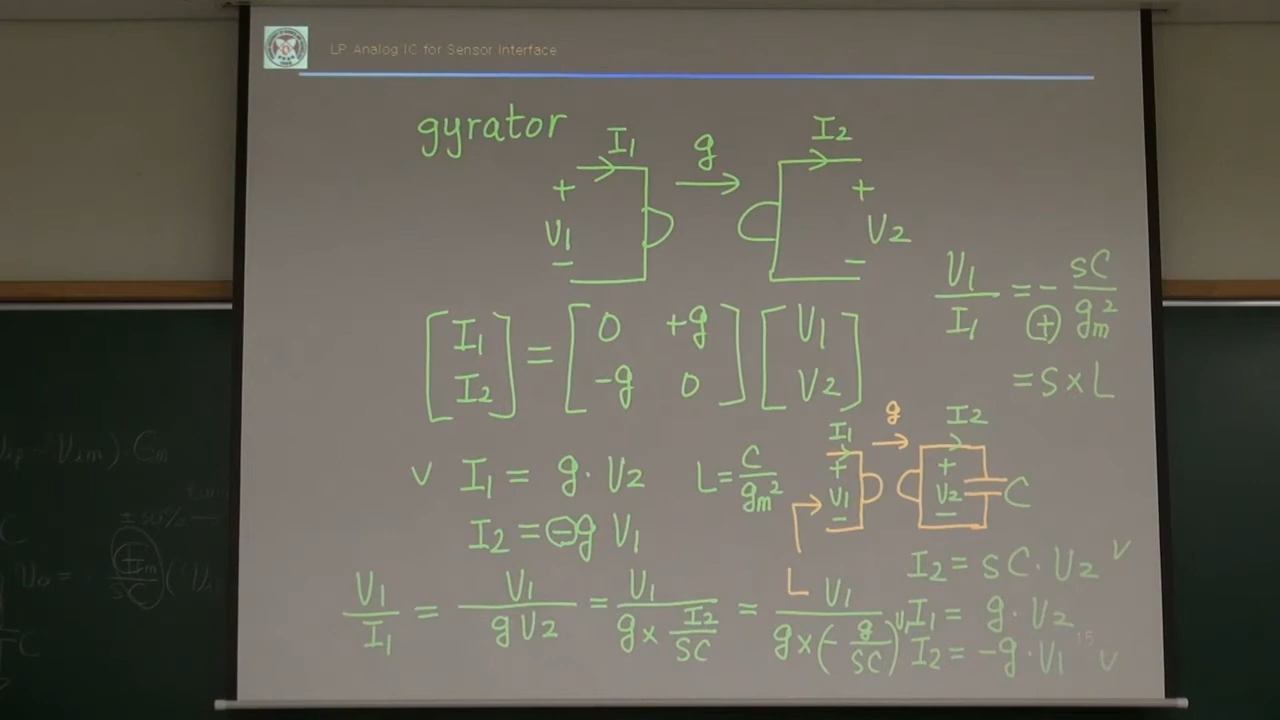 LP Analog IC for Sensor Interface
gyrator
I1 g I2
+ +
V1 V2
− −
V1/I1 = − sC/gm²
(+)
= S × L
[I1 I2] = [0 +g -g 0] [V1 V2]
v I1 = g · V2
L = C/gm²
I2 = ⊖g V1
g I2
I1
+ +
V1 V2 C
− −
L
I2 = sC · V2 v
I1 = g · V2
I2 = -g · V1 v
V1/I1 = V1/(g V2) = V1/(g × I2/SC) = V1/(g×(- g/SC)V1
15